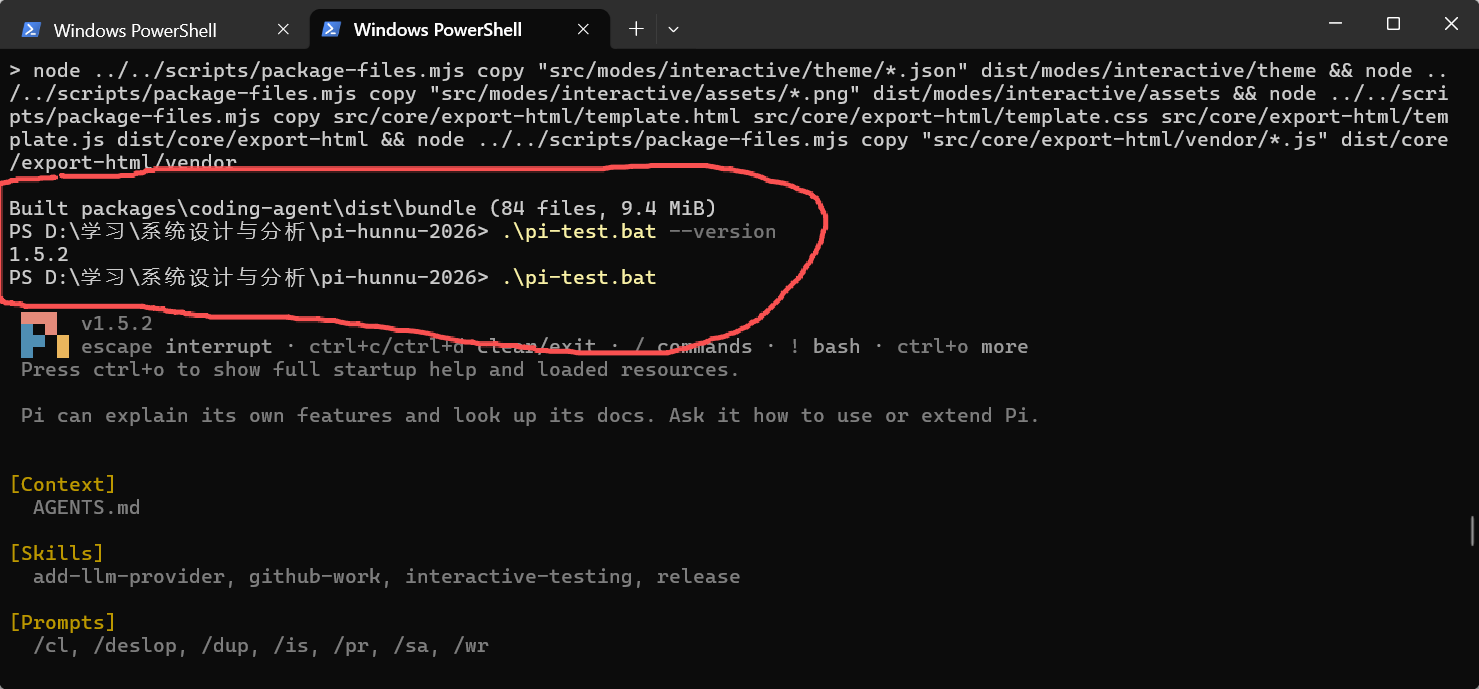 Windows PowerShell
Windows PowerShell
> node ../../scripts/package-files.mjs copy "src/modes/interactive/theme/*.json" dist/modes/interactive/theme && node ..
/../scripts/package-files.mjs copy "src/modes/interactive/assets/*.png" dist/modes/interactive/assets && node ../../scri
pts/package-files.mjs copy src/core/export-html/template.html src/core/export-html/template.css src/core/export-html/tem
plate.js dist/core/export-html && node ../../scripts/package-files.mjs copy "src/core/export-html/vendor/*.js" dist/core
/export-html/vendor
Built packages\coding-agent\dist\bundle (84 files, 9.4 MiB)
PS D:\学习\系统设计与分析\pi-hunnu-2026> .\pi-test.bat --version
1.5.2
PS D:\学习\系统设计与分析\pi-hunnu-2026> .\pi-test.bat
v1.5.2
escape interrupt · ctrl+c/ctrl+d clear/exit · / commands · ! bash · ctrl+o more
Press ctrl+o to show full startup help and loaded resources.
Pi can explain its own features and look up its docs. Ask it how to use or extend Pi.
[Context]
AGENTS.md
[Skills]
add-llm-provider, github-work, interactive-testing, release
[Prompts]
/cl, /deslop, /dup, /is, /pr, /sa, /wr